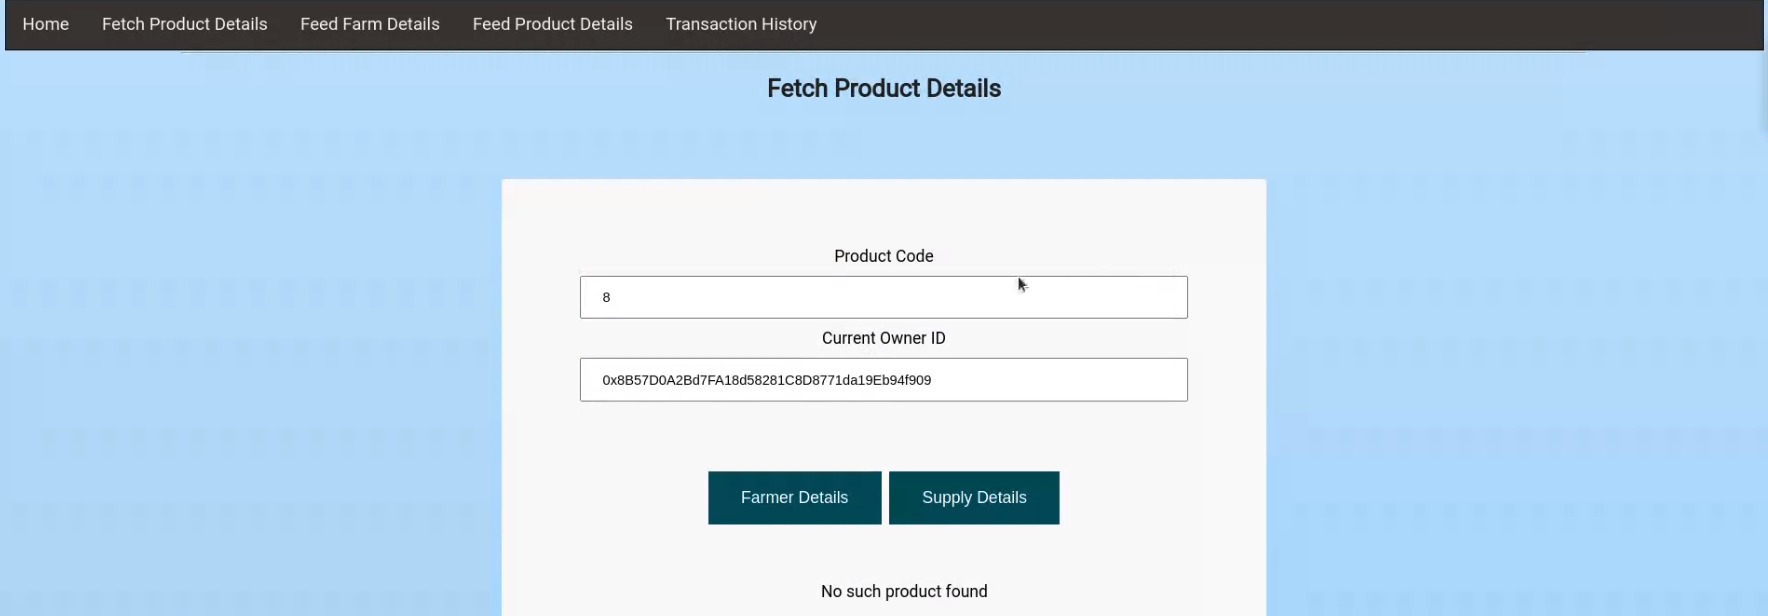 Home Fetch Product Details Feed Farm Details Feed Product Details Transaction History
Fetch Product Details
Product Code
8
Current Owner ID
0x8B57D0A2Bd7FA18d58281C8D8771da19Eb94f909
Farmer Details Supply Details
No such product found